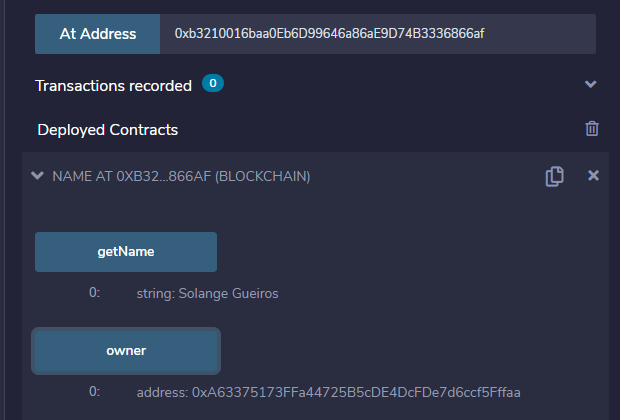 At Address 0xb3210016baa0Eb6D99646a86aE9D74B3336866af
Transactions recorded 0
Deployed Contracts
NAME AT 0XB32...866AF (BLOCKCHAIN)
getName
0: string: Solange Gueiros
owner
0: address: 0xA63375173FFa44725B5cDE4DcFDe7d6ccf5Fffaa